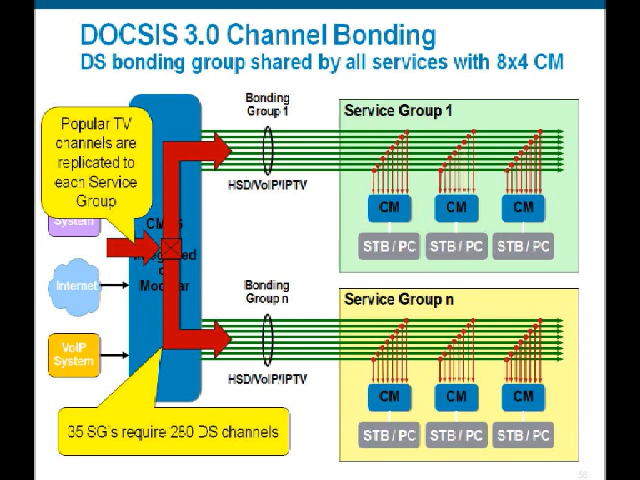 DOCSIS 3.0 Channel Bonding
DS bonding group shared by all services with 8x4 CM
Popular TV
channels are
replicated to
each Service
Group
System
Internet
VoIP
System
Bonding
Group 1
HSD/VoIP/IPTV
Service Group 1
CM
CM
CM
STB / PC
STB / PC
STB / PC
Bonding
Group n
HSD/VoIP/IPTV
Service Group n
CM
CM
CM
STB / PC
STB / PC
STB / PC
35 SG's require 280 DS channels
56